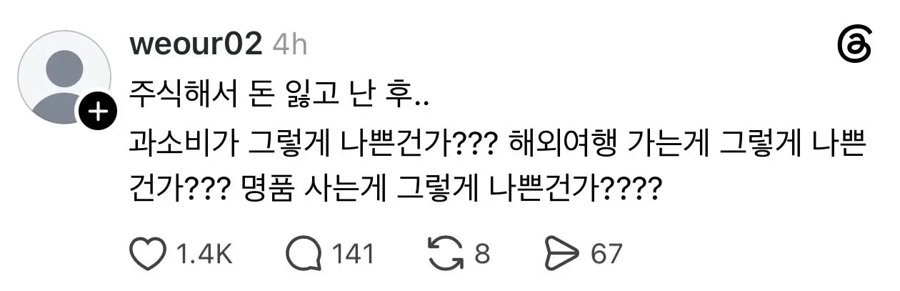 weour02 4h
주식해서 돈 잃고 난 후..
과소비가 그렇게 나쁜건가??? 해외여행 가는게 그렇게 나쁜
건가??? 명품 사는게 그렇게 나쁜건가????
1.4K 141 8 67